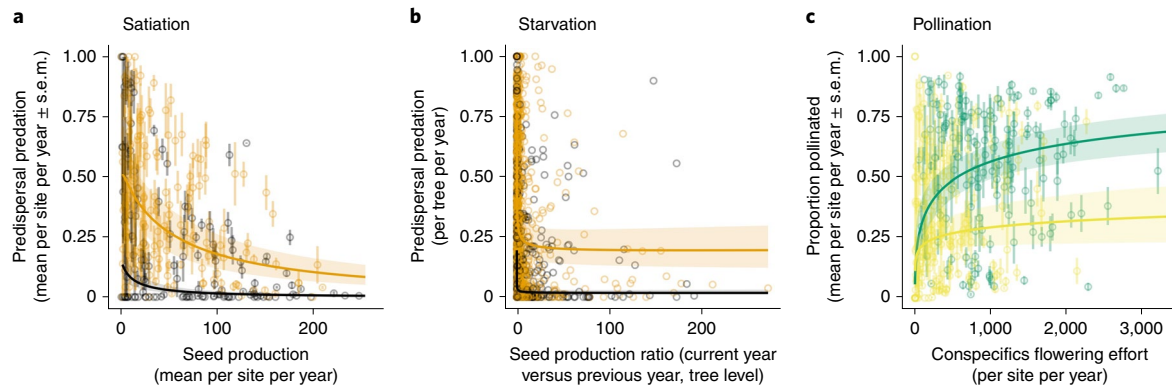 a
Satiation
Predispersal predation
(mean per site per year ± s.e.m.)
1.00
0.75
0.50
0.25
0
0
100
200
Seed production
(mean per site per year)
b
Starvation
Predispersal predation
(per tree per year)
1.00
0.75
0.50
0.25
0
0
100
200
Seed production ratio (current year
versus previous year, tree level)
c
Pollination
Proportion pollinated
(mean per site per year ± s.e.m.)
1.00
0.75
0.50
0.25
0
0
1,000
2,000
3,000
Conspecifics flowering effort
(per site per year)